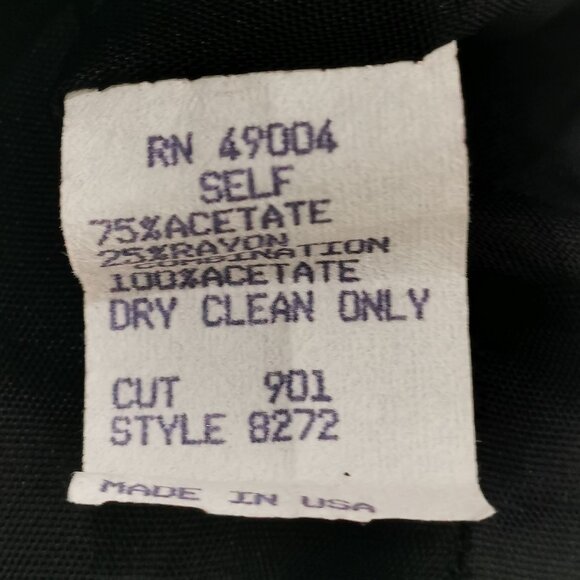 RN 49004
SELF
75%ACETATE
25%RAYON
COMBINATION
100%ACETATE
DRY CLEAN ONLY
CUT 901
STYLE 8272
MADE IN USA